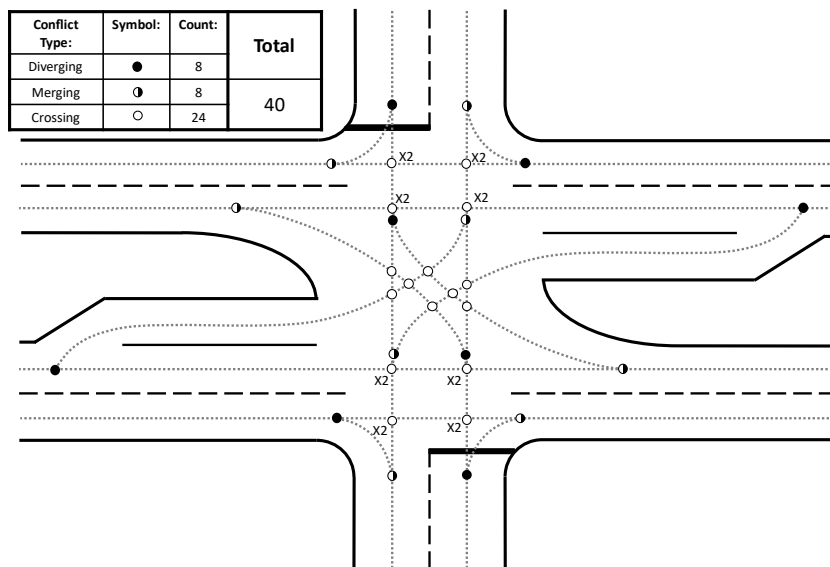 Conflict Type: Symbol: Count: Total
Diverging 8
Merging 8 40
Crossing 24
X2 X2
X2 X2
X2 X2
X2 X2